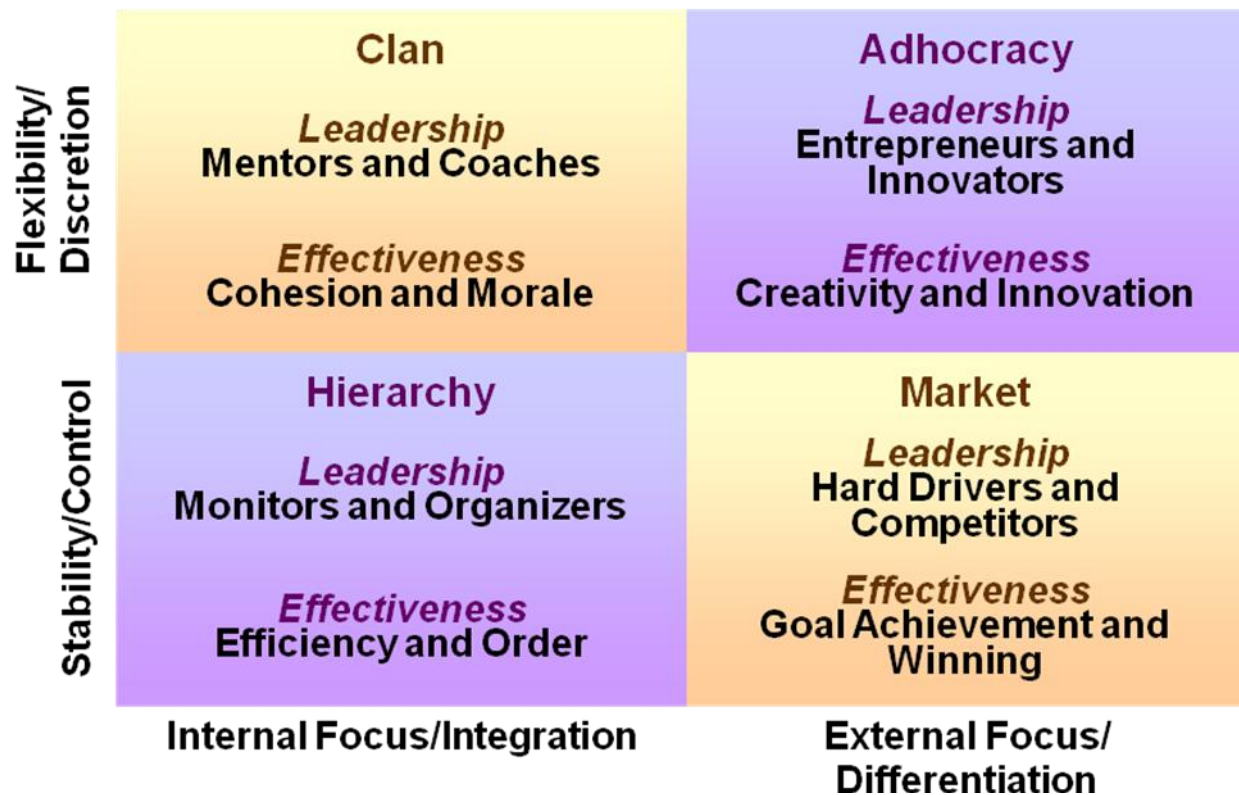 Flexibility/
Discretion
Clan
Leadership
Mentors and Coaches
Effectiveness
Cohesion and Morale
Adhocracy
Leadership
Entrepreneurs and
Innovators
Effectiveness
Creativity and Innovation
Stability/Control
Hierarchy
Leadership
Monitors and Organizers
Effectiveness
Efficiency and Order
Market
Leadership
Hard Drivers and
Competitors
Effectiveness
Goal Achievement and
Winning
Internal Focus/Integration
External Focus/
Differentiation